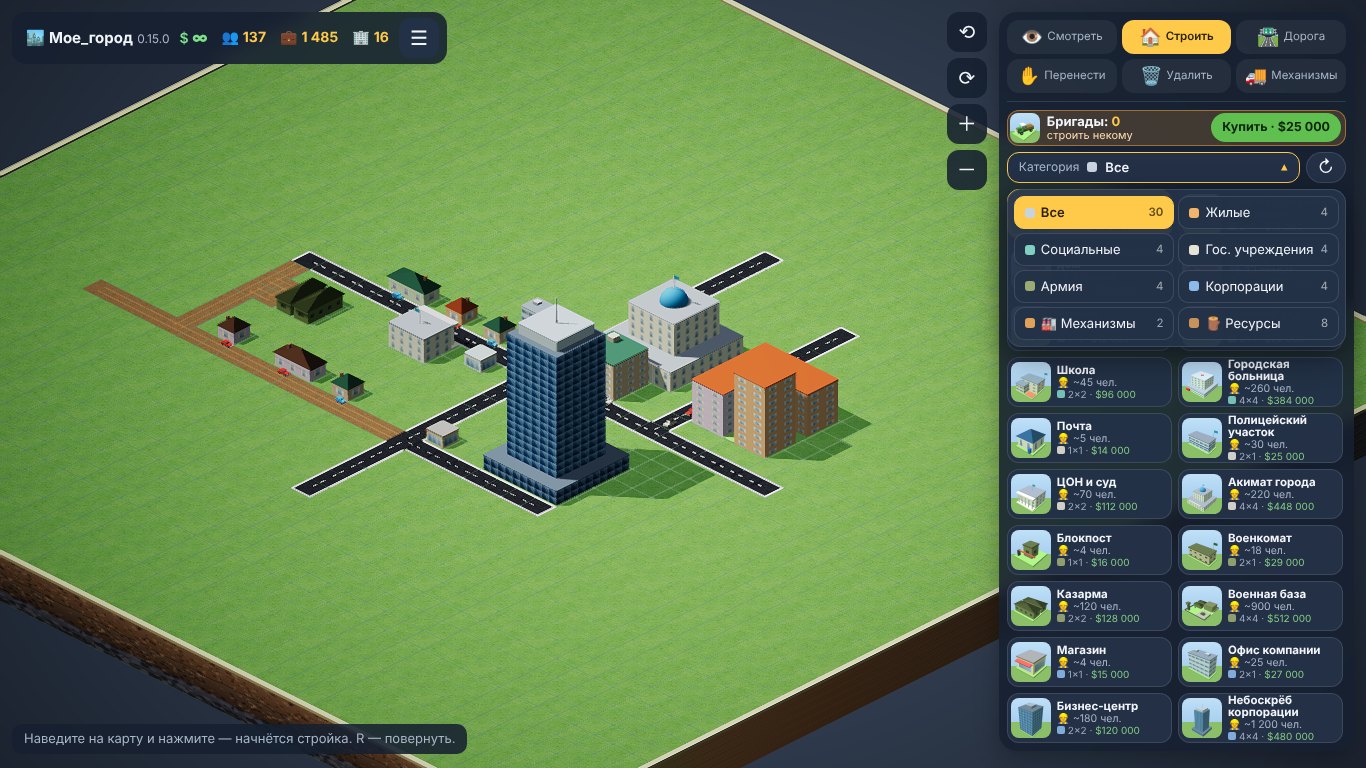 Мое_город 0.15.0 $ ∞ 137 1 485 16
Смотреть
Строить
Дорога
Перенести
Удалить
Механизмы
Бригады: 0
строить некому
Купить · $25 000
Категория Все
Все 30
Жилые 4
Социальные 4
Гос. учреждения 4
Армия 4
Корпорации 4
Механизмы 2
Ресурсы 8
Школа
~45 чел.
2×2 · $96 000
Городская больница
~260 чел.
4×4 · $384 000
Почта
~5 чел.
1×1 · $14 000
Полицейский участок
~30 чел.
2×1 · $25 000
ЦОН и суд
~70 чел.
2×2 · $112 000
Акимат города
~220 чел.
4×4 · $448 000
Блокпост
~4 чел.
1×1 · $16 000
Военкомат
~18 чел.
2×1 · $29 000
Казарма
~120 чел.
2×2 · $128 000
Военная база
~900 чел.
4×4 · $512 000
Магазин
~4 чел.
1×1 · $15 000
Офис компании
~25 чел.
2×1 · $27 000
Бизнес-центр
~180 чел.
2×2 · $120 000
Небоскрёб корпорации
~1 200 чел.
4×4 · $480 000
Наведите на карту и нажмите — начнётся стройка. R — повернуть.